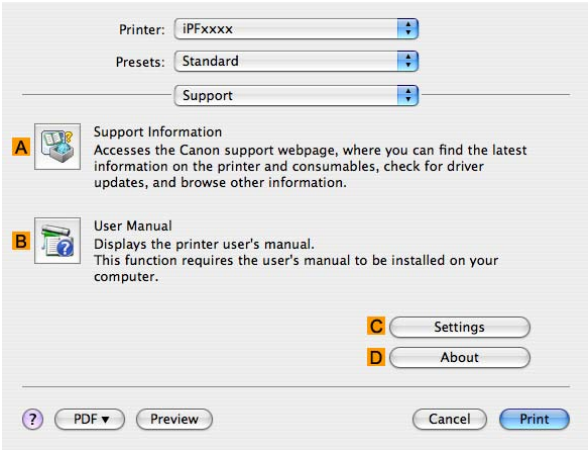 Printer: iPFxxxx
Presets: Standard
Support
A
Support Information
Accesses the Canon support webpage, where you can find the latest
information on the printer and consumables, check for driver
updates, and browse other information.
B
User Manual
Displays the printer user's manual.
This function requires the user's manual to be installed on your
computer.
C Settings
D About
? PDF ▼ Preview Cancel Print